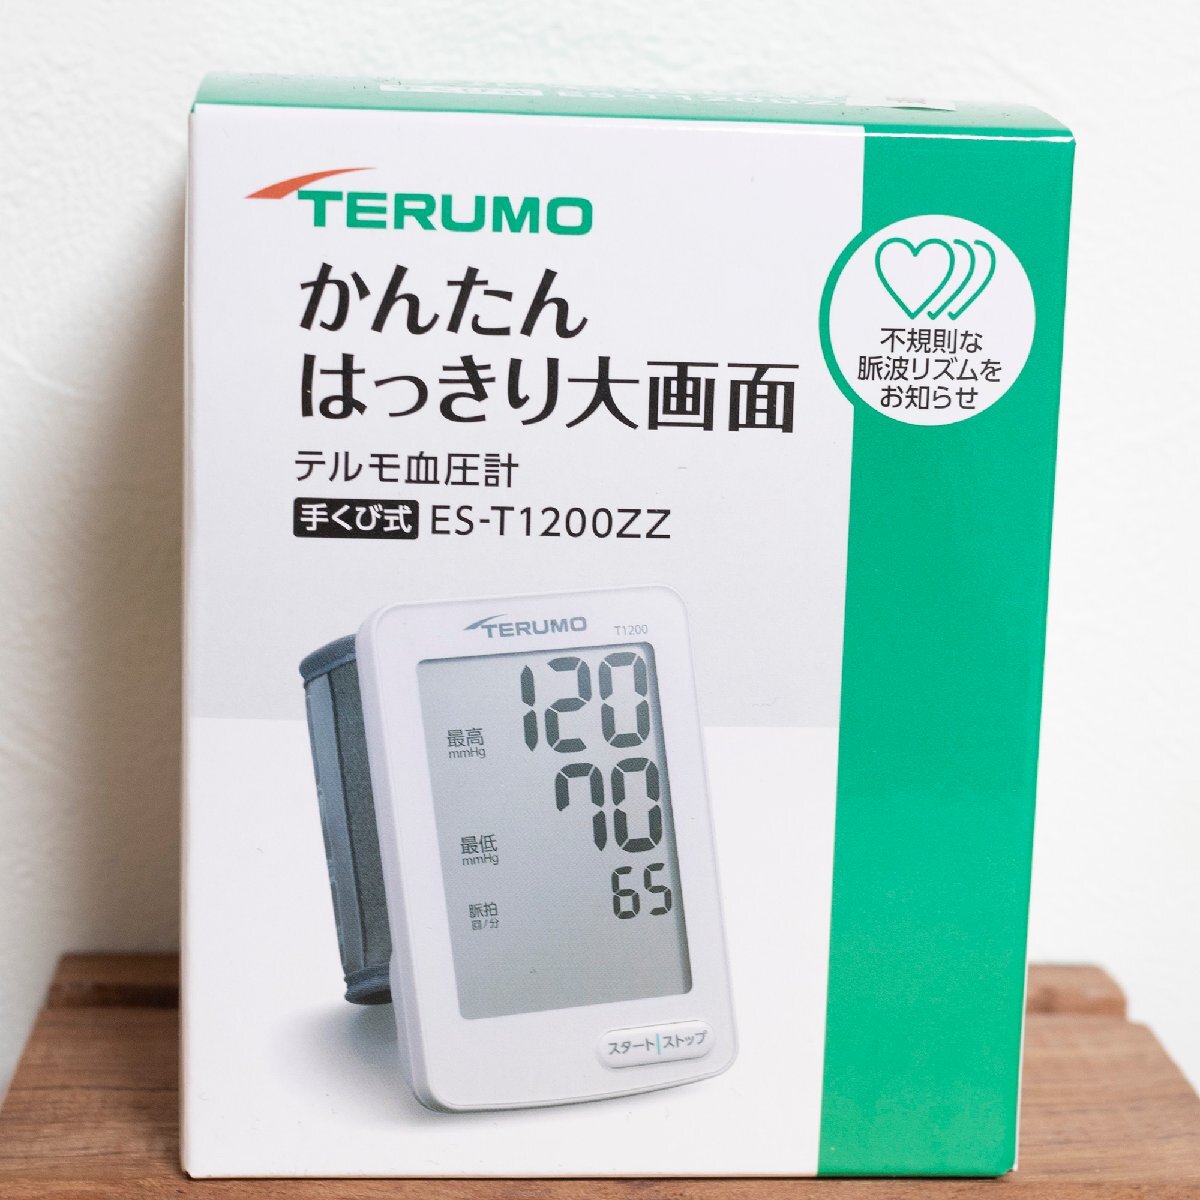 ES-T1200ZZ
TERUMO
かんたん
はっきり大画面
テルモ血圧計
手くび式 ES-T1200ZZ
不規則な
脈波リズムを
お知らせ
TERUMO
T1200
最高 120
mmHg
最低 70
mmHg
脈拍 65
回/分
スタート|ストップ